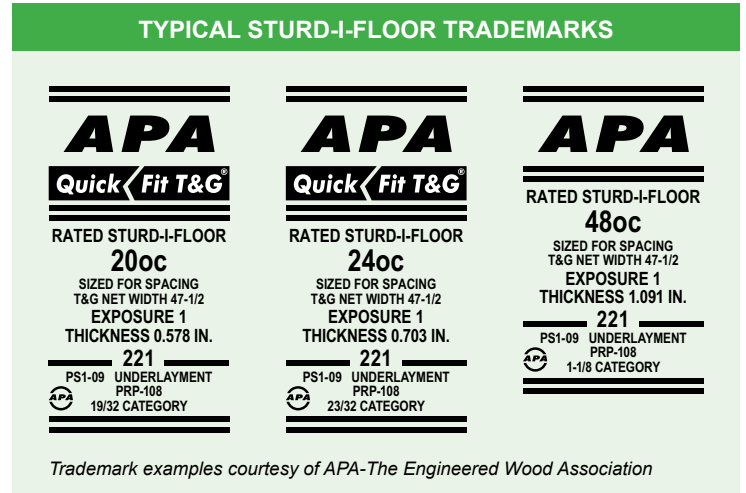 TYPICAL STURD-I-FLOOR TRADEMARKS
APA
Quick Fit T&G®
RATED STURD-I-FLOOR
20oc
SIZED FOR SPACING
T&G NET WIDTH 47-1/2
EXPOSURE 1
THICKNESS 0.578 IN.
221
PS1-09 UNDERLAYMENT
PRP-108
APA
19/32 CATEGORY
APA
Quick Fit T&G®
RATED STURD-I-FLOOR
24oc
SIZED FOR SPACING
T&G NET WIDTH 47-1/2
EXPOSURE 1
THICKNESS 0.703 IN.
221
PS1-09 UNDERLAYMENT
PRP-108
APA
23/32 CATEGORY
APA
RATED STURD-I-FLOOR
48oc
SIZED FOR SPACING
T&G NET WIDTH 47-1/2
EXPOSURE 1
THICKNESS 1.091 IN.
221
PS1-09 UNDERLAYMENT
PRP-108
APA
1-1/8 CATEGORY
Trademark examples courtesy of APA-The Engineered Wood Association